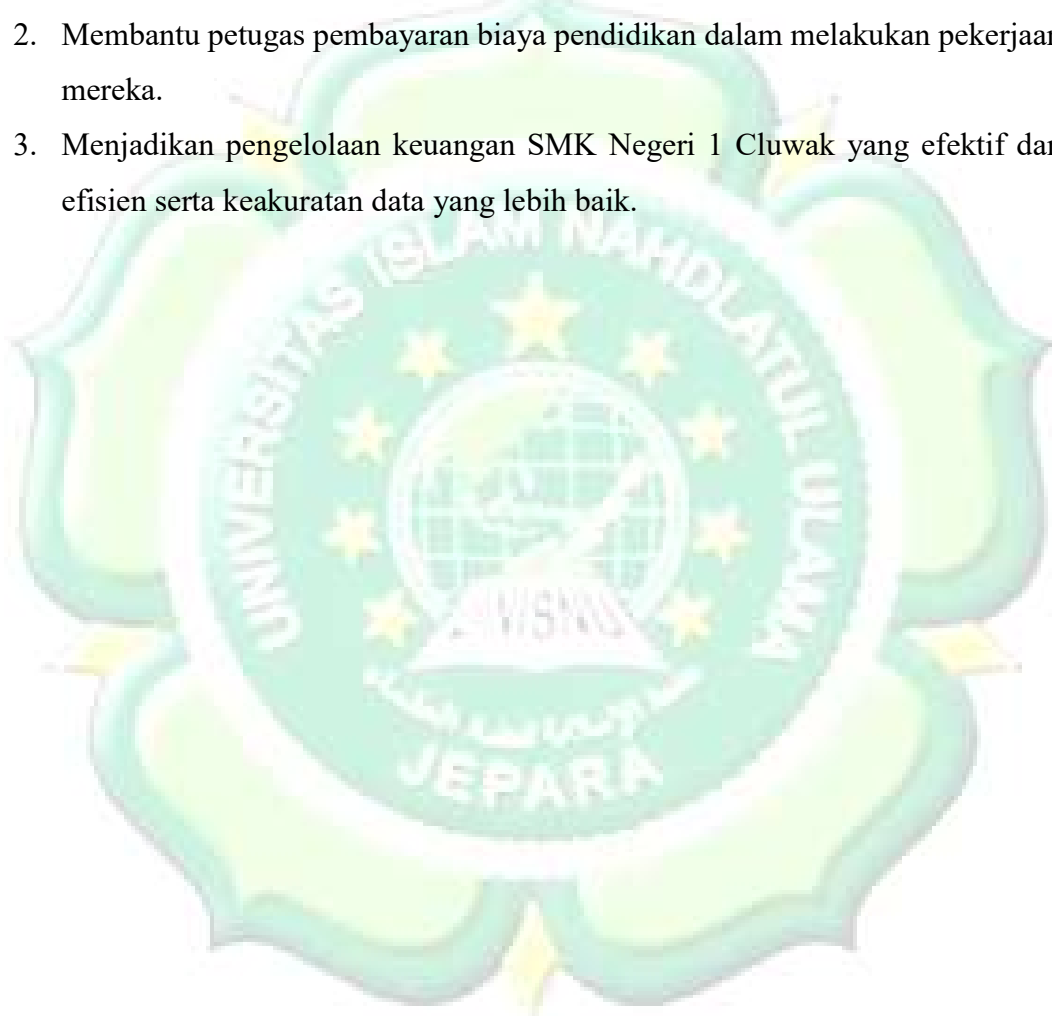 2. Membantu petugas pembayaran biaya pendidikan dalam melakukan pekerjaan
mereka.
3. Menjadikan pengelolaan keuangan SMK Negeri 1 Cluwak yang efektif dan
efisien serta keakuratan data yang lebih baik.
UNIVERSITAS ISLAM NAHDLATUL ULAMA
UNISNU
JEPARA